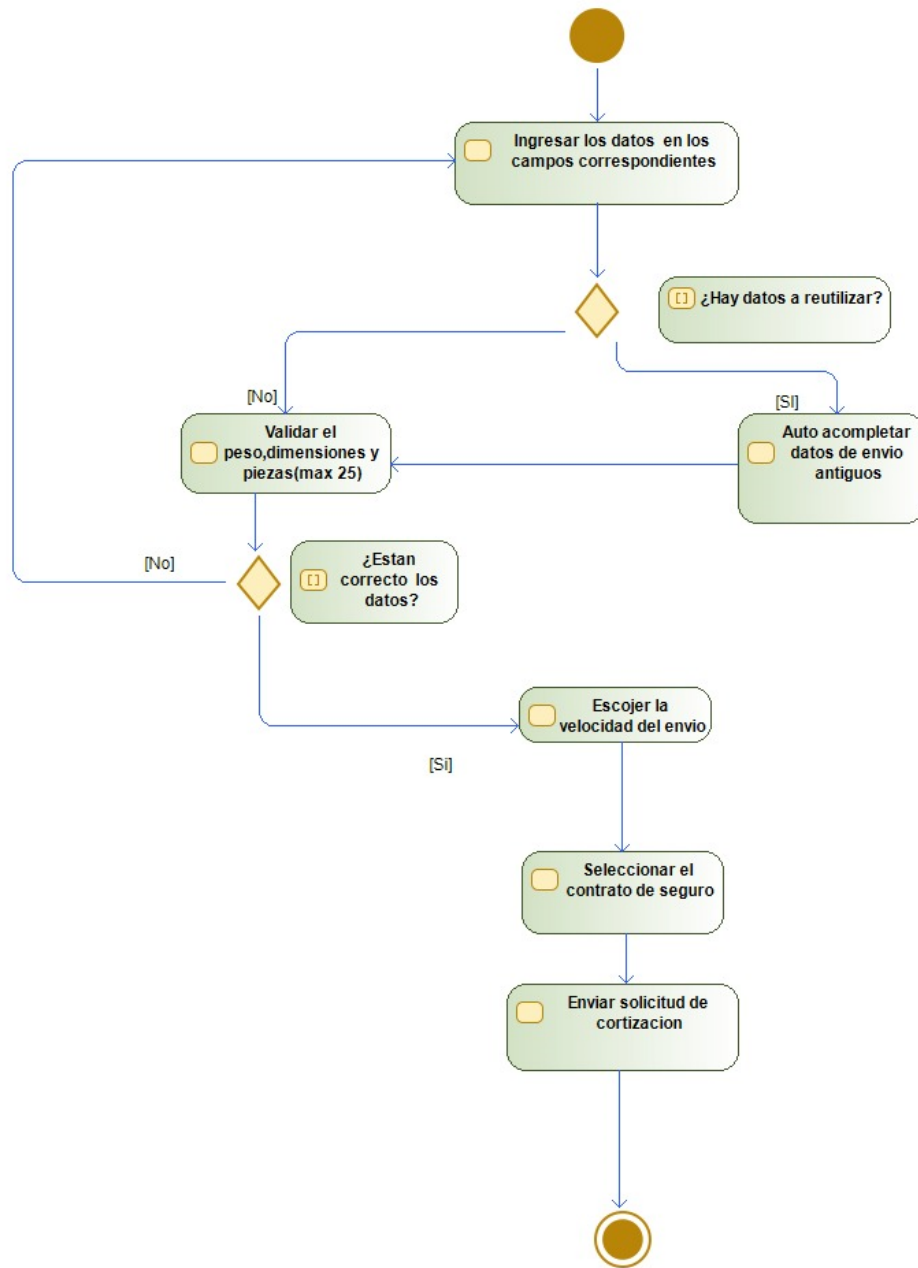 Ingresar los datos en los
campos correspondientes
¿Hay datos a reutilizar?
[No]
[SI]
Validar el
peso,dimensiones y
piezas(max 25)
Auto acompletar
datos de envio
antiguos
[No]
¿Estan
correcto los
datos?
Escojer la
velocidad del envio
[Si]
Seleccionar el
contrato de seguro
Enviar solicitud de
cortizacion